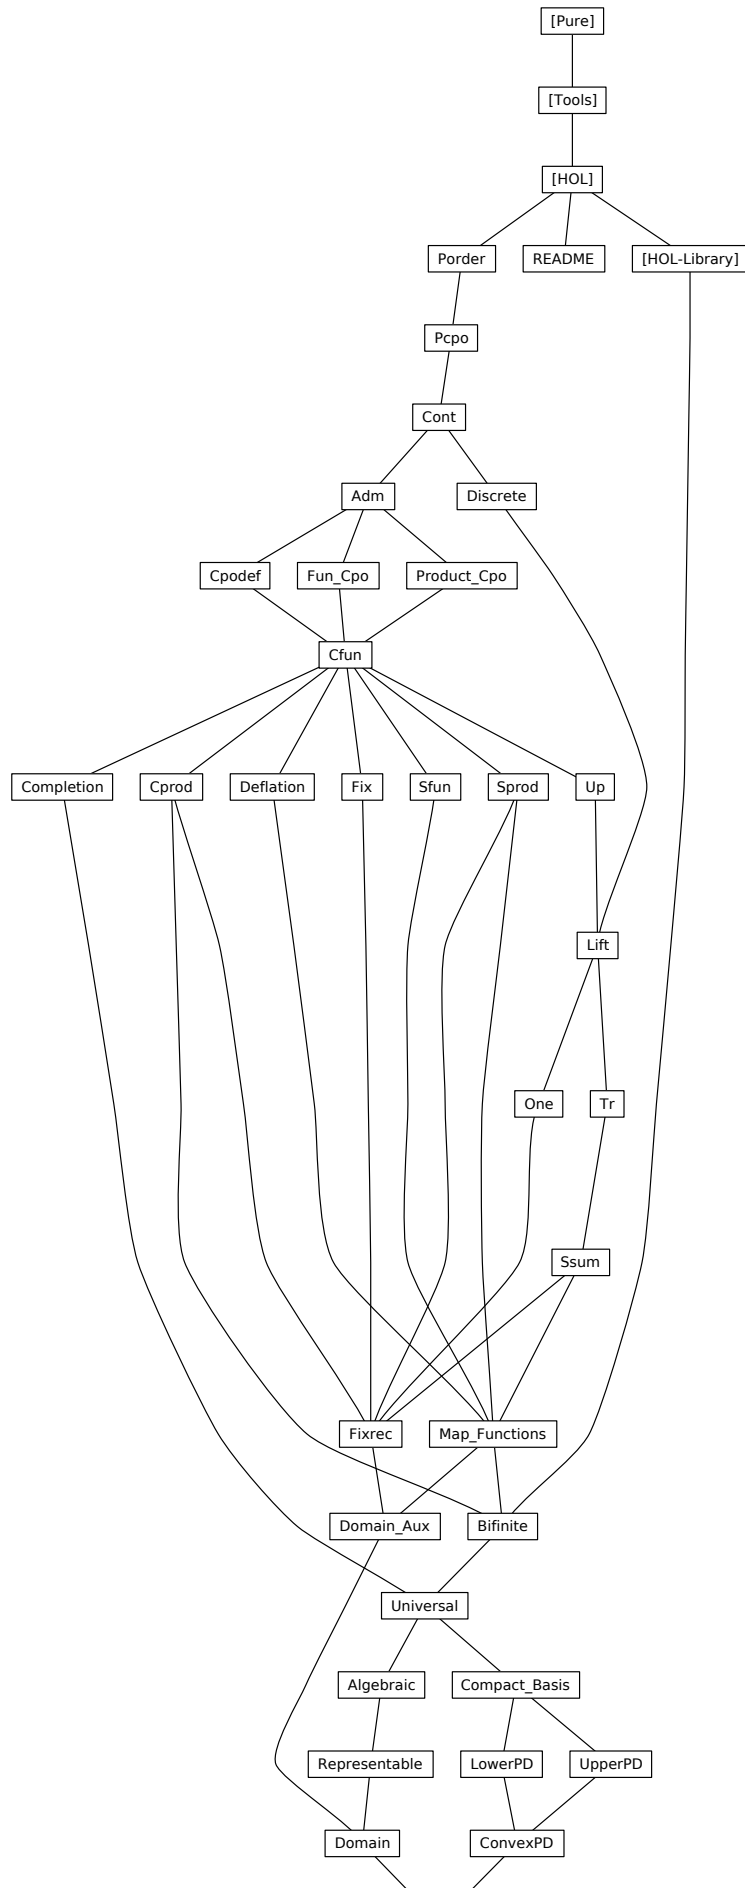 [Pure]
[Tools]
[HOL]
Porder README [HOL-Library]
Pcpo
Cont
Adm Discrete
Cpodef Fun_Cpo Product_Cpo
Cfun
Completion Cprod Deflation Fix Sfun Sprod Up
Lift
One Tr
Ssum
Fixrec Map_Functions
Domain_Aux Bifinite
Universal
Algebraic Compact_Basis
Representable LowerPD UpperPD
Domain ConvexPD